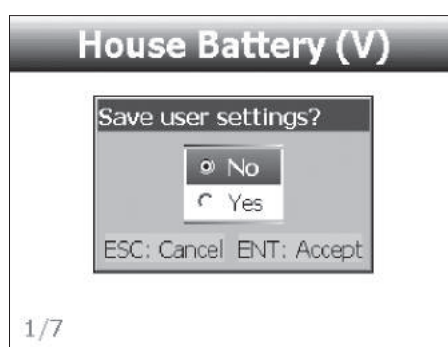 House Battery (V)
Save user settings?
No
Yes
ESC: Cancel ENT: Accept
1/7